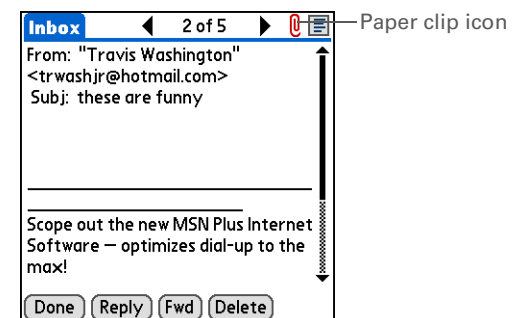 Inbox 2 of 5 Paper clip icon
From: "Travis Washington"
<trwashjr@hotmail.com>
Subj: these are funny
Scope out the new MSN Plus Internet
Software – optimizes dial-up to the
max!
Done Reply Fwd Delete